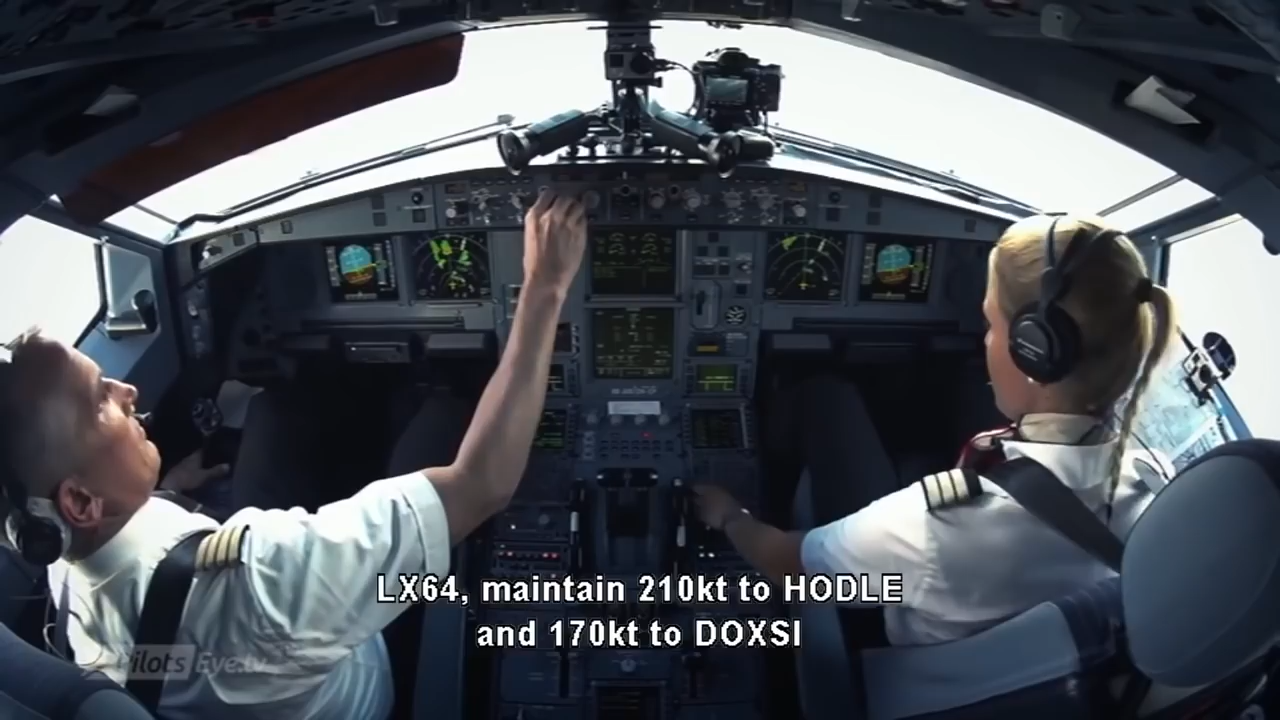 LX64, maintain 210kt to HODLE
and 170kt to DOXSI
PilotsEye.tv